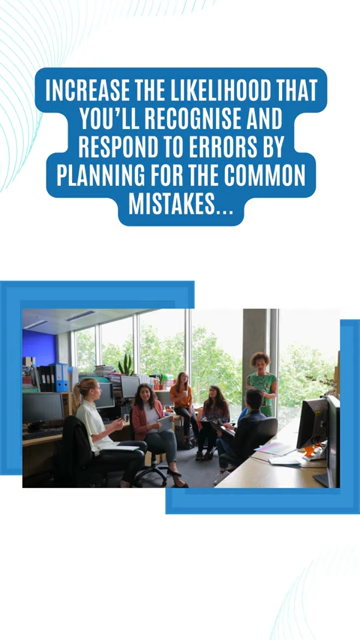 INCREASE THE LIKELIHOOD THAT
YOU’LL RECOGNISE AND
RESPOND TO ERRORS BY
PLANNING FOR THE COMMON
MISTAKES...